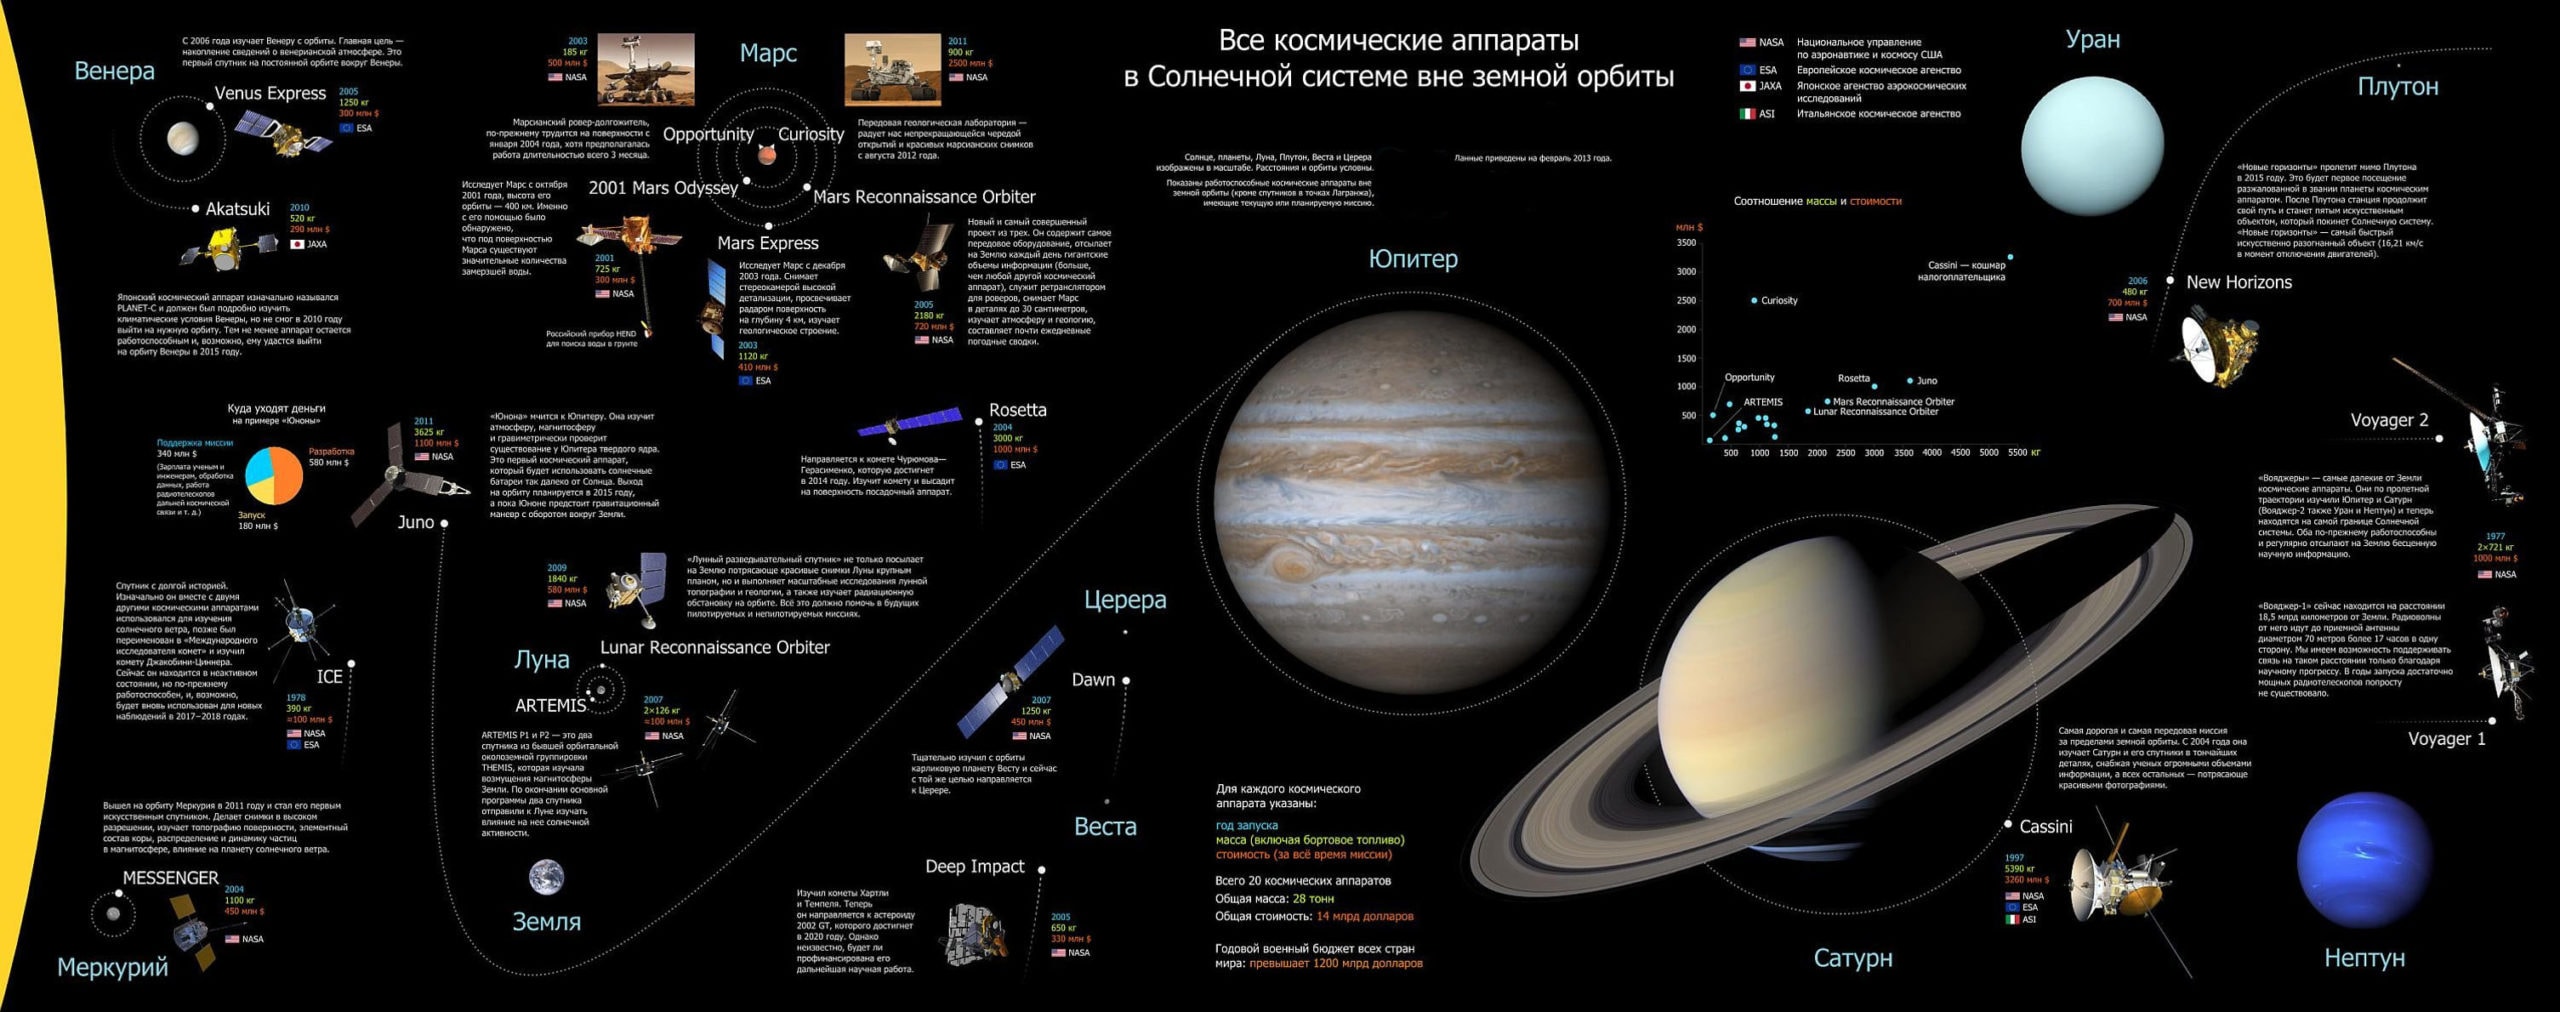 Все космические аппараты
в Солнечной системе вне земной орбиты
Солнце, планеты, Луна, Плутон, Веста и Церера
изображены в масштабе. Расстояния и орбиты условны.
Показаны работоспособные космические аппараты вне
земной орбиты (кроме спутников в точках Лагранжа),
имеющие текущую или планируемую миссию.
Данные приведены на февраль 2013 года.
NASA Национальное управление
по аэронавтике и космосу США
ESA Европейское космическое агенство
JAXA Японское агенство аэрокосмических
исследований
ASI Итальянское космическое агенство
Венера
С 2006 года изучает Венеру с орбиты. Главная цель —
накопление сведений о венерианской атмосфере. Это
первый спутник на постоянной орбите вокруг Венеры.
Venus Express
2005
1250 кг
300 млн $
ESA
Akatsuki
2010
520 кг
290 млн $
JAXA
Японский космический аппарат изначально назывался
PLANET-C и должен был подробно изучить
климатические условия Венеры, но не смог в 2010 году
выйти на нужную орбиту. Тем не менее аппарат остается
работоспособным и, возможно, ему удастся выйти
на орбиту Венеры в 2015 году.
Марс
2003
185 кг
500 млн $
NASA
2011
900 кг
2500 млн $
NASA
Марсианский ровер-долгожитель,
по-прежнему трудится на поверхности с
января 2004 года, хотя предполагалась
работа длительностью всего 3 месяца.
Opportunity
Curiosity
Передовая геологическая лаборатория —
радует нас непрекращающейся чередой
открытий и красивых марсианских снимков
с августа 2012 года.
Исследует Марс с октября
2001 года, высота его
орбиты — 400 км. Именно
с его помощью было
обнаружено,
что под поверхностью
Марса существуют
значительные количества
замерзшей воды.
2001 Mars Odyssey
2001
725 кг
300 млн $
NASA
Российский прибор HEND
для поиска воды в грунте
Mars Express
Исследует Марс с декабря
2003 года. Снимает
стереокамерой высокой
детализации, просвечивает
радаром поверхность
на глубину 4 км, изучает
геологическое строение.
2003
1120 кг
410 млн $
ESA
Mars Reconnaissance Orbiter
Новый и самый совершенный
проект из трех. Он содержит самое
передовое оборудование, отсылает
на Землю каждый день гигантские
объемы информации (больше,
чем любой другой космический
аппарат), служит ретранслятором
для роверов, снимает Марс
в деталях до 30 сантиметров,
изучает атмосферу и геологию,
составляет почти ежедневные
погодные сводки.
2005
2180 кг
720 млн $
NASA
Куда уходят деньги
на примере «Юноны»
Поддержка миссии
340 млн $
(Зарплата ученым и
инженерам, обработка
данных, работа
радиотелескопов
дальней космической
связи и т. д.)
Разработка
580 млн $
Запуск
180 млн $
2011
3625 кг
1100 млн $
NASA
Juno
«Юнона» мчится к Юпитеру. Она изучит
атмосферу, магнитосферу
и гравиметрически проверит
существование у Юпитера твердого ядра.
Это первый космический аппарат,
который будет использовать солнечные
батареи так далеко от Солнца. Выход
на орбиту планируется в 2015 году,
а пока Юноне предстоит гравитационный
маневр с оборотом вокруг Земли.
Rosetta
2004
3000 кг
1000 млн $
ESA
Направляется к комете Чурюмова—
Герасименко, которую достигнет
в 2014 году. Изучит комету и высадит
на поверхность посадочный аппарат.
Спутник с долгой историей.
Изначально он вместе с двумя
другими космическими аппаратами
использовался для изучения
солнечного ветра, позже был
переименован в «Международного
исследователя комет» и изучил
комету Джакобини-Циннера.
Сейчас он находится в неактивном
состоянии, но по-прежнему
работоспособен, и, возможно,
будет вновь использован для новых
наблюдений в 2017–2018 годах.
ICE
1978
390 кг
≈100 млн $
NASA
ESA
2009
1840 кг
580 млн $
NASA
«Лунный разведывательный спутник» не только посылает
на Землю потрясающе красивые снимки Луны крупным
планом, но и выполняет масштабные исследования лунной
топографии и геологии, а также изучает радиационную
обстановку на орбите. Всё это должно помочь в будущих
пилотируемых и непилотируемых миссиях.
Lunar Reconnaissance Orbiter
Луна
ARTEMIS
2007
2×126 кг
≈100 млн $
NASA
ARTEMIS P1 и P2 — это два
спутника из бывшей орбитальной
околоземной группировки
THEMIS, которая изучала
возмущения магнитосферы
Земли. По окончании основной
программы два спутника
отправили к Луне изучать
влияние на нее солнечной
активности.
Земля
Вышел на орбиту Меркурия в 2011 году и стал его первым
искусственным спутником. Делает снимки в высоком
разрешении, изучает топографию поверхности, элементный
состав коры, распределение и динамику частиц
в магнитосфере, влияние на планету солнечного ветра.
MESSENGER
2004
1100 кг
450 млн $
NASA
Меркурий
Церера
Dawn
2007
1250 кг
450 млн $
NASA
Тщательно изучил с орбиты
карликовую планету Весту и сейчас
с той же целью направляется
к Церере.
Веста
Deep Impact
Изучил кометы Хартли
и Темпеля. Теперь
он направляется к астероиду
2002 GT, которого достигнет
в 2020 году. Однако
неизвестно, будет ли
профинансирована его
дальнейшая научная работа.
2005
650 кг
330 млн $
NASA
Юпитер
Для каждого космического
аппарата указаны:
год запуска
масса (включая бортовое топливо)
стоимость (за всё время миссии)
Всего 20 космических аппаратов
Общая масса: 28 тонн
Общая стоимость: 14 млрд долларов
Годовой военный бюджет всех стран
мира: превышает 1200 млрд долларов
Соотношение массы и стоимости
млн $
3500
3000
2500
2000
1500
1000
500
Cassini — кошмар
налогоплательщика
Curiosity
Opportunity
ARTEMIS
Rosetta
Juno
Mars Reconnaissance Orbiter
Lunar Reconnaissance Orbiter
500 1000 1500 2000 2500 3000 3500 4000 4500 5000 5500 кг
Уран
Плутон
«Новые горизонты» пролетит мимо Плутона
в 2015 году. Это будет первое посещение
разжалованной в звании планеты космическим
аппаратом. После Плутона станция продолжит
свой путь и станет пятым искусственным
объектом, который покинет Солнечную систему.
«Новые горизонты» — самый быстрый
искусственно разогнанный объект (16,21 км/с
в момент отключения двигателей).
New Horizons
2006
480 кг
700 млн $
NASA
Voyager 2
«Вояджеры» — самые далекие от Земли
космические аппараты. Они по пролетной
траектории изучили Юпитер и Сатурн
(Вояджер-2 также Уран и Нептун) и теперь
находятся на самой границе Солнечной
системы. Оба по-прежнему работоспособны
и регулярно отсылают на Землю бесценную
научную информацию.
1977
2×721 кг
1000 млн $
NASA
«Вояджер-1» сейчас находится на расстоянии
18,5 млрд километров от Земли. Радиоволны
от него идут до приемной антенны
диаметром 70 метров более 17 часов в одну
сторону. Мы имеем возможность поддерживать
связь на таком расстоянии только благодаря
научному прогрессу. В годы запуска достаточно
мощных радиотелескопов попросту
не существовало.
Voyager 1
Самая дорогая и самая передовая миссия
за пределами земной орбиты. С 2004 года она
изучает Сатурн и его спутники в тончайших
деталях, снабжая ученых огромными объемами
информации, а всех остальных — потрясающе
красивыми фотографиями.
Cassini
1997
5390 кг
3260 млн $
NASA
ESA
ASI
Сатурн
Нептун